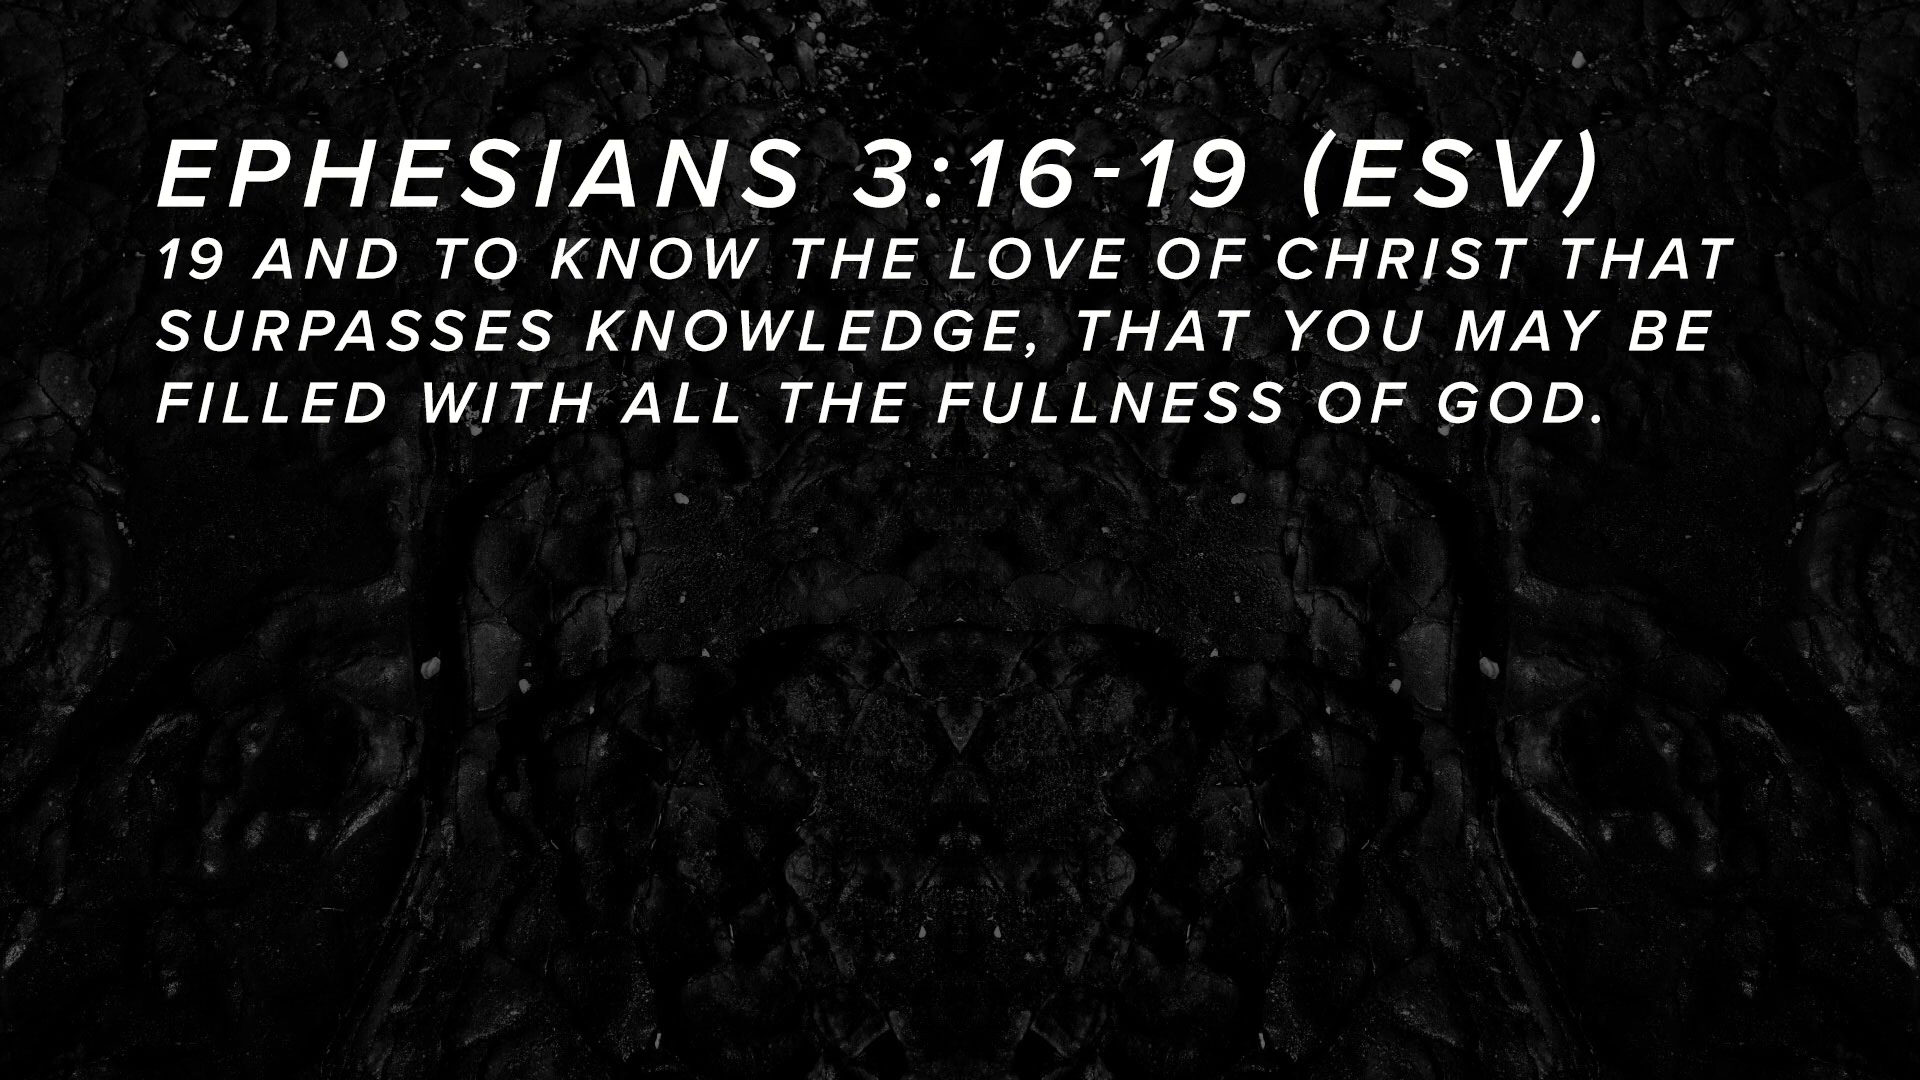 EPHESIANS 3:16-19 (ESV)
19 AND TO KNOW THE LOVE OF CHRIST THAT
SURPASSES KNOWLEDGE, THAT YOU MAY BE
FILLED WITH ALL THE FULLNESS OF GOD.